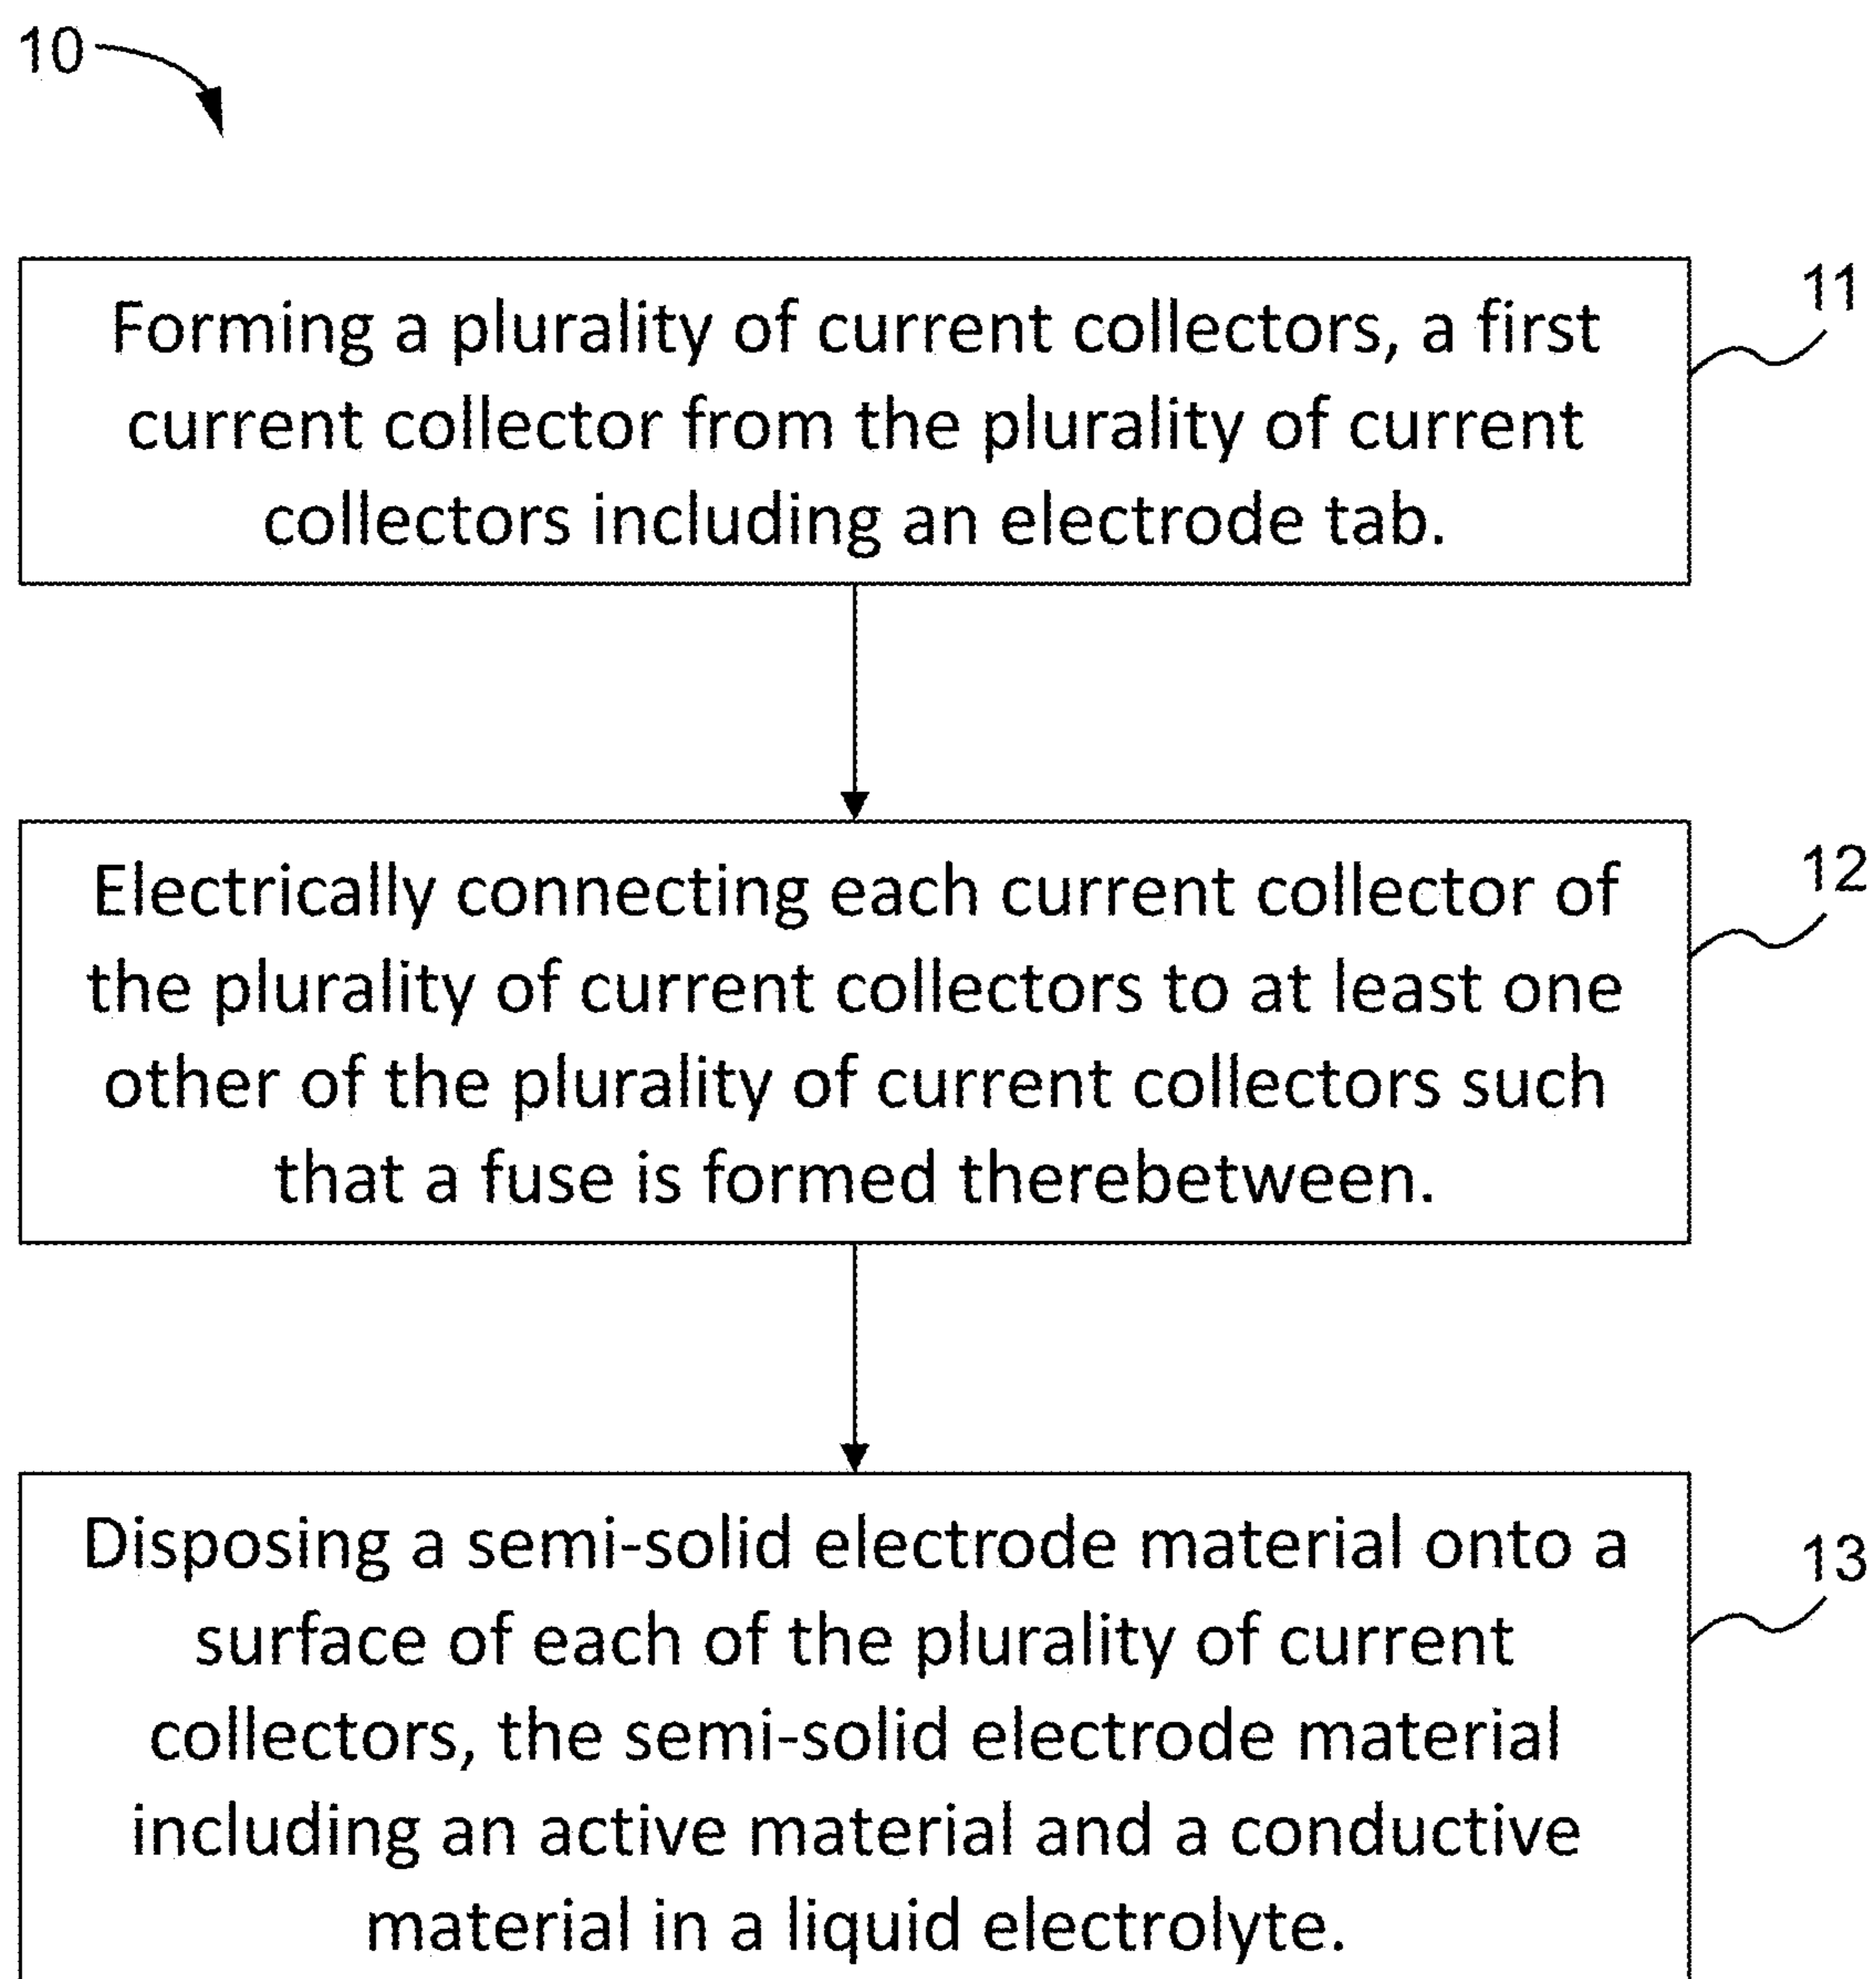 10
Forming a plurality of current collectors, a first
current collector from the plurality of current
collectors including an electrode tab.
11
Electrically connecting each current collector of
the plurality of current collectors to at least one
other of the plurality of current collectors such
that a fuse is formed therebetween.
12
Disposing a semi-solid electrode material onto a
surface of each of the plurality of current
collectors, the semi-solid electrode material
including an active material and a conductive
material in a liquid electrolyte.
13